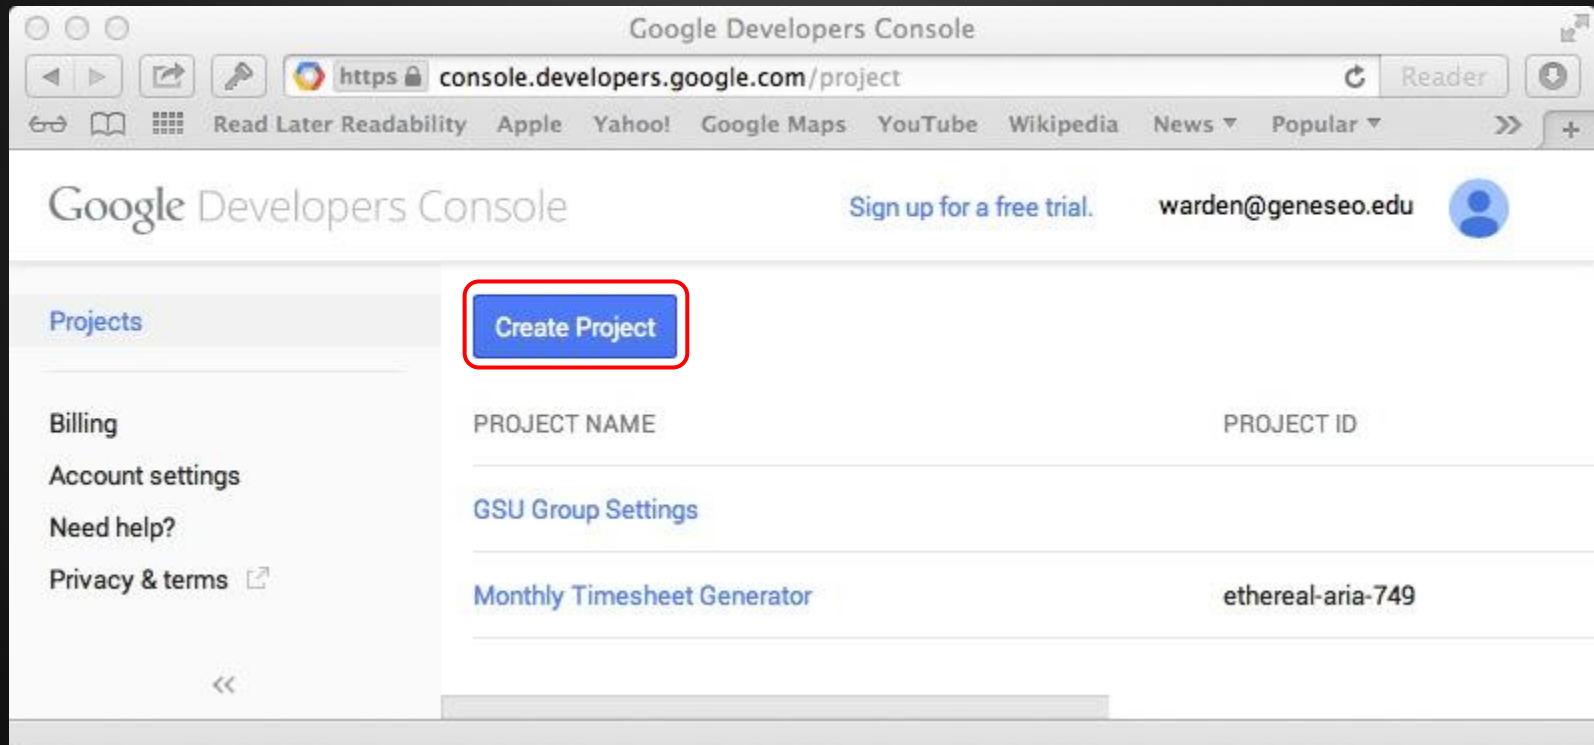 Google Developers Console
https console.developers.google.com/project Reader
Read Later Readability Apple Yahoo! Google Maps YouTube Wikipedia News Popular
Google Developers Console Sign up for a free trial. warden@geneseo.edu
Projects
Create Project
Billing
Account settings
Need help?
Privacy & terms
PROJECT NAME PROJECT ID
GSU Group Settings
Monthly Timesheet Generator ethereal-aria-749